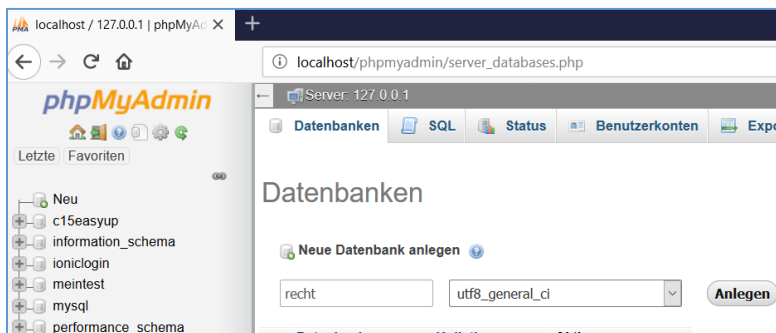 localhost / 127.0.0.1 | phpMyAd
localhost/phpmyadmin/server_databases.php
phpMyAdmin
Letzte Favoriten
Neu
c15easyup
information_schema
ioniclogin
meintest
mysql
performance_schema
Server: 127.0.0.1
Datenbanken SQL Status Benutzerkonten Expo
Datenbanken
Neue Datenbank anlegen
recht utf8_general_ci Anlegen